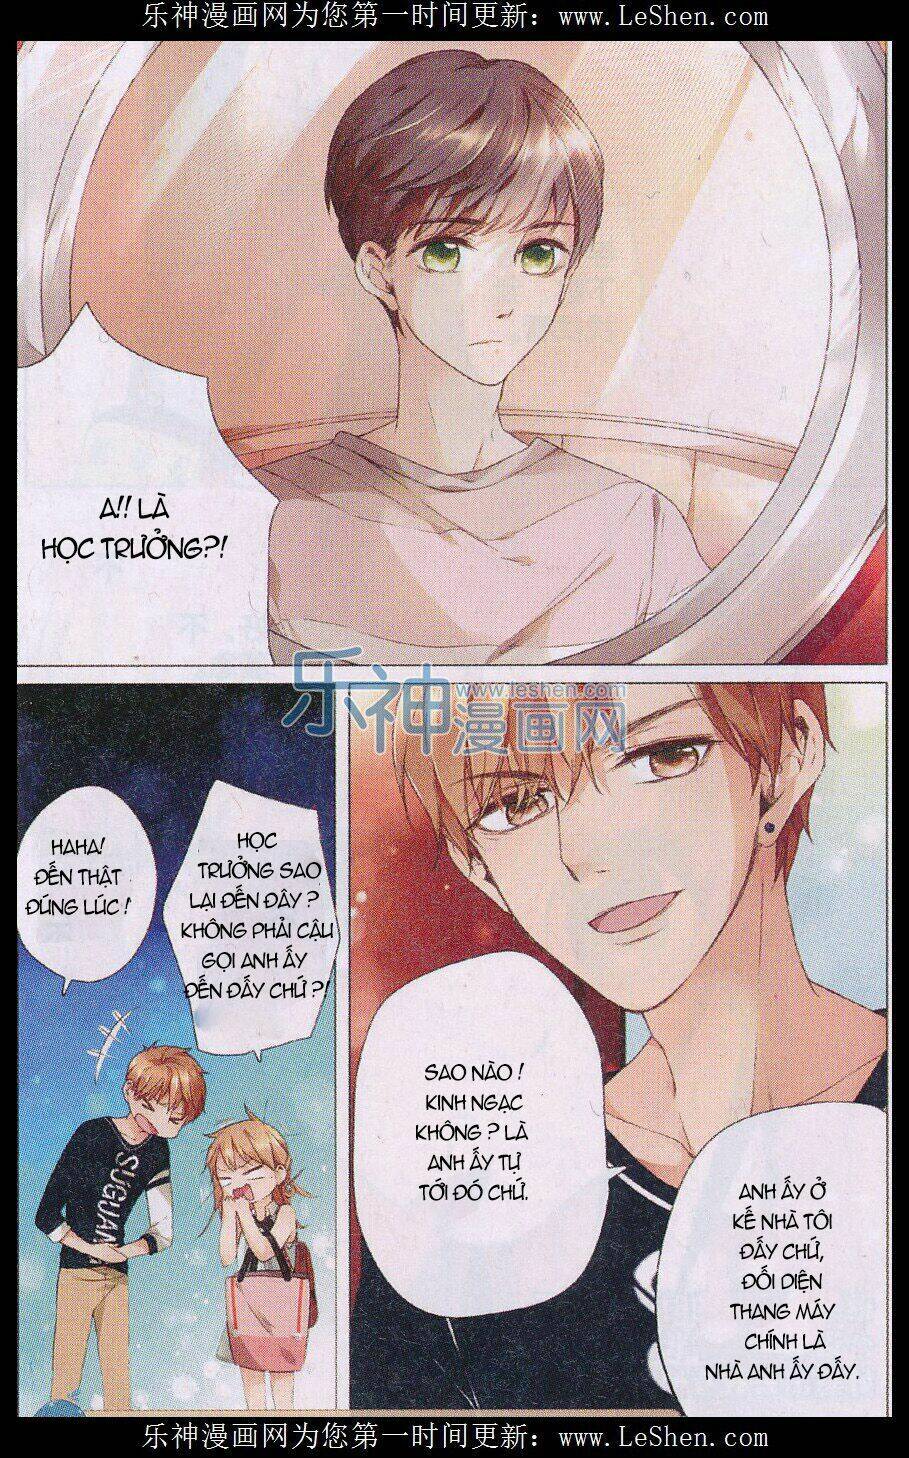 乐神漫画网为您第一时间更新：www.LeShen.com
A!! LÀ
HỌC TRƯỞNG?!
乐神漫画网
www.leshen.com
HAHA!
ĐẾN THẬT
ĐÚNG LÚC !
HỌC
TRƯỞNG SAO
LẠI ĐẾN ĐÂY ?
KHÔNG PHẢI CẬU
GỌI ANH ẤY
ĐẾN ĐẤY CHỨ ?!
SAO NÀO !
KINH NGẠC
KHÔNG ? LÀ
ANH ẤY TỰ
TỚI ĐÓ CHỨ.
ANH ẤY Ở
KẾ NHÀ TÔI
ĐẤY CHỨ,
ĐỐI DIỆN
THANG MÁY
CHÍNH LÀ
NHÀ ANH ẤY ĐẤY.
乐神漫画网为您第一时间更新：www.LeShen.com